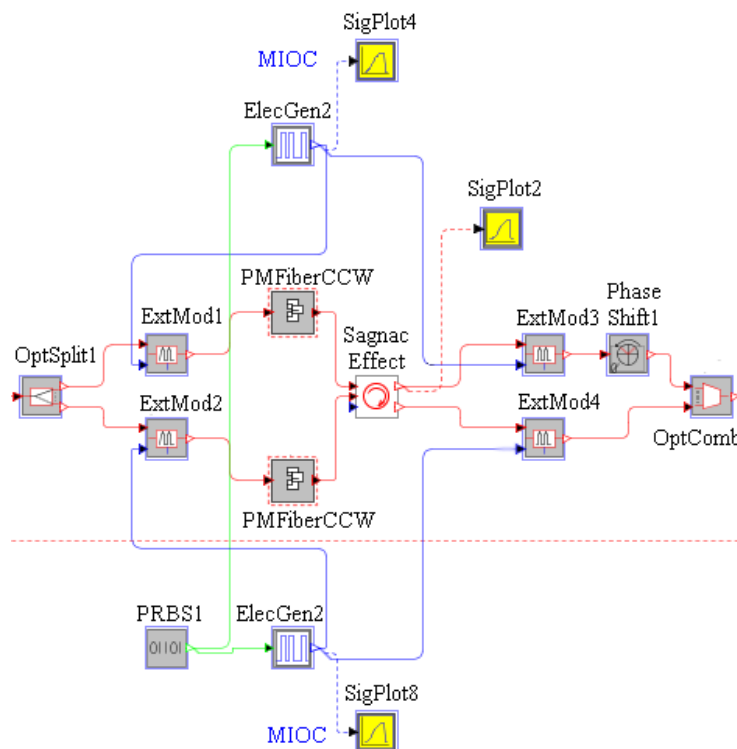 SigPlot4
MIOC
ElecGen2
SigPlot2
PMFiberCCW
ExtMod1
Sagnac
Effect
ExtMod3
Phase
Shift1
OptSplit1
ExtMod2
ExtMod4
OptComb
PMFiberCCW
PRBS1
01101
ElecGen2
SigPlot8
MIOC